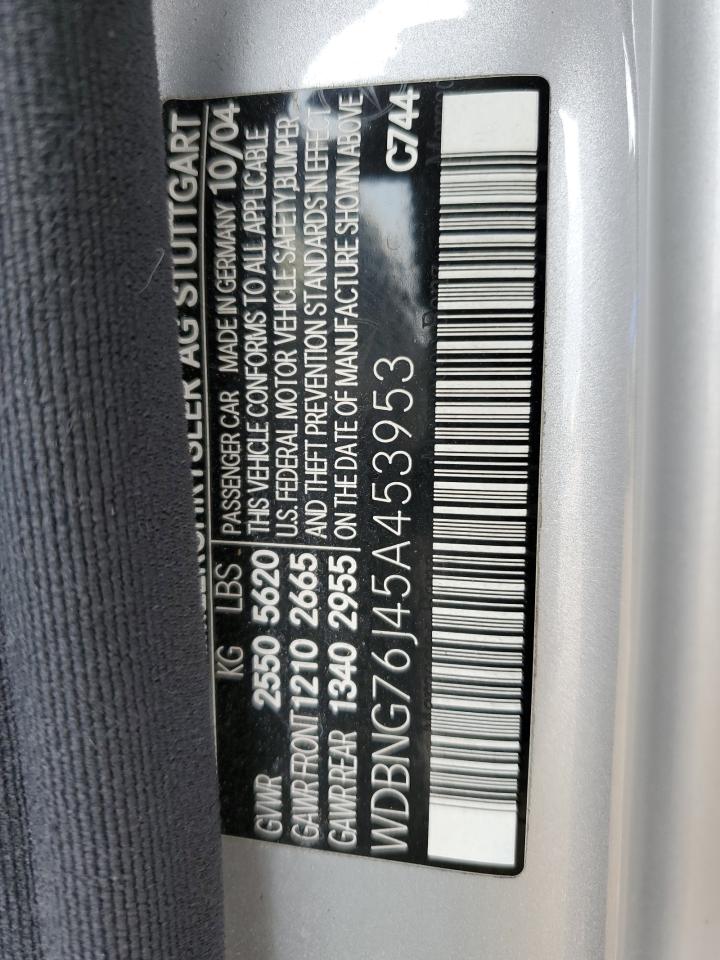 AG STUTTGART
KG LBS
PASSENGER CAR MADE IN GERMANY 10/04
GVWR 2550 5620
THIS VEHICLE CONFORMS TO ALL APPLICABLE
GAWR FRONT 1210 2665
U.S. FEDERAL MOTOR VEHICLE SAFETY, BUMPER
GAWR REAR 1340 2955
AND THEFT PREVENTION STANDARDS IN EFFECT
ON THE DATE OF MANUFACTURE SHOWN ABOVE
WDBNG76J45A453953
C744